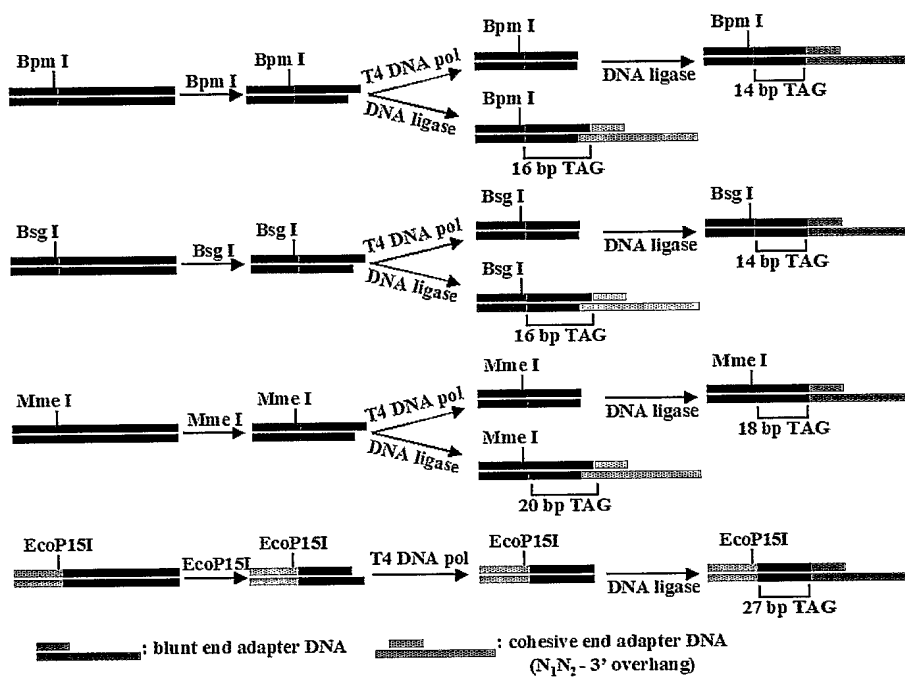 Bpm I
Bpm I
Bpm I
T4 DNA pol
DNA ligase
Bpm I
DNA ligase
Bpm I
14 bp TAG
Bpm I
16 bp TAG
Bsg I
Bsg I
Bsg I
T4 DNA pol
DNA ligase
Bsg I
DNA ligase
Bsg I
14 bp TAG
Bsg I
16 bp TAG
Mme I
Mme I
Mme I
T4 DNA pol
DNA ligase
Mme I
DNA ligase
Mme I
18 bp TAG
Mme I
20 bp TAG
EcoP15I
EcoP15I
EcoP15I
T4 DNA pol
EcoP15I
DNA ligase
EcoP15I
27 bp TAG
: blunt end adapter DNA
: cohesive end adapter DNA
(N₁N₂ - 3' overhang)